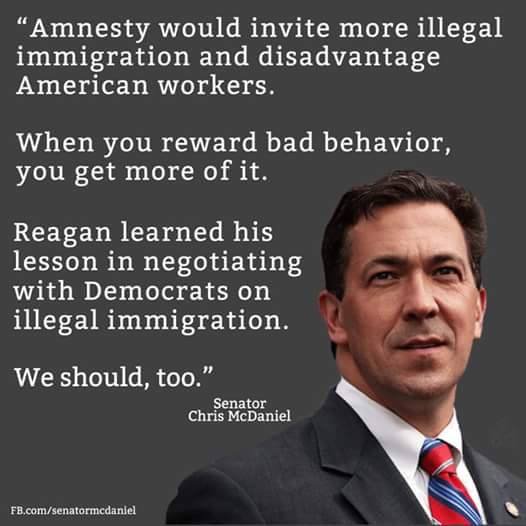 “Amnesty would invite more illegal
immigration and disadvantage
American workers.
When you reward bad behavior,
you get more of it.
Reagan learned his
lesson in negotiating
with Democrats on
illegal immigration.
We should, too.”
Senator
Chris McDaniel
FB.com/senatormcdaniel